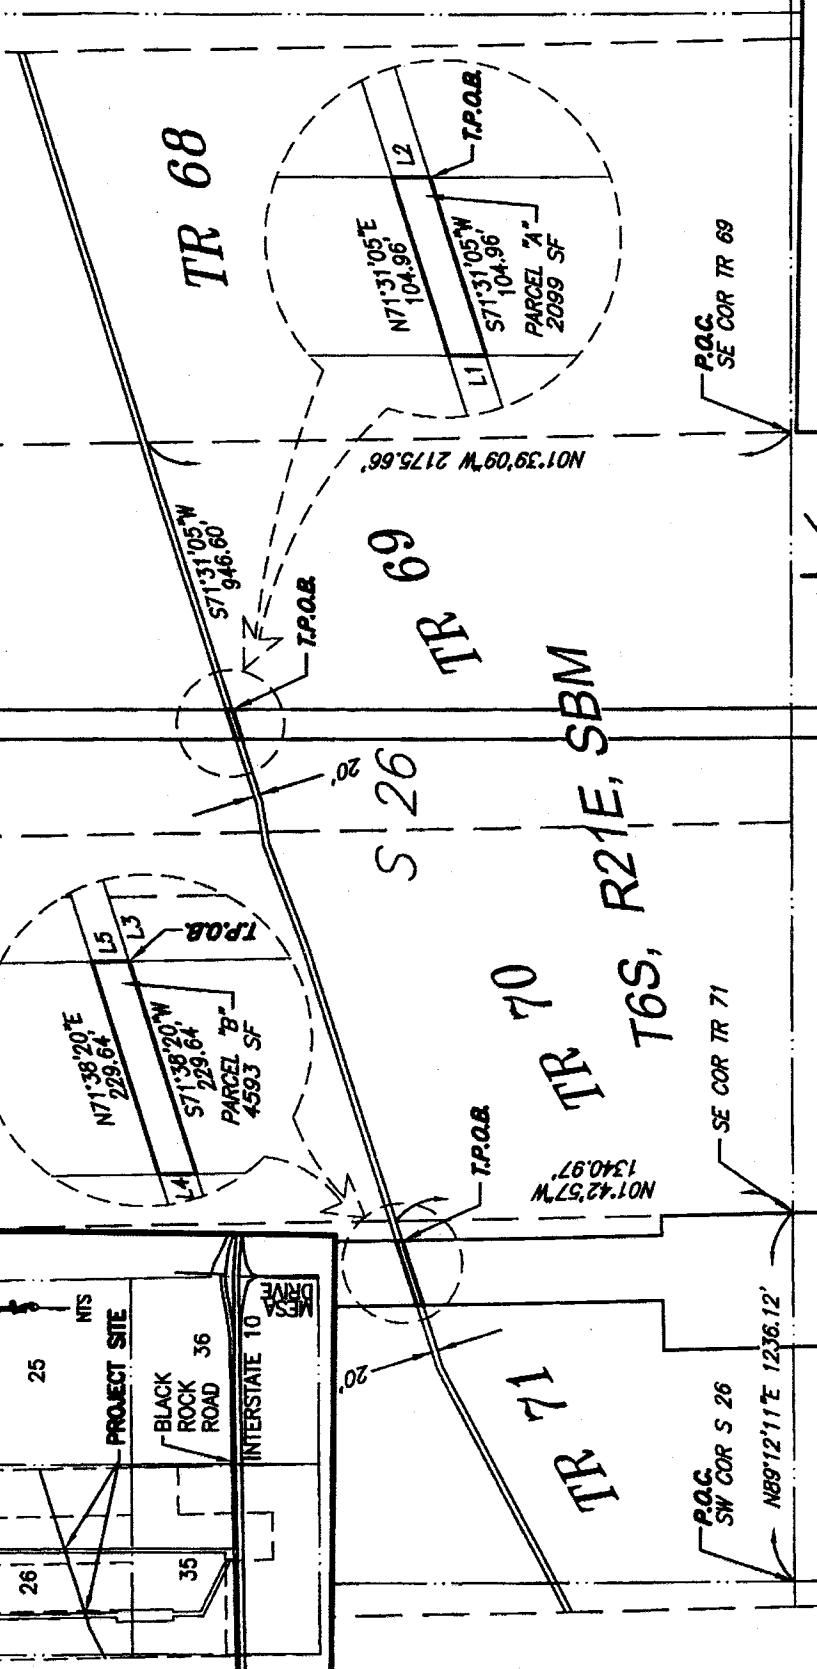 TR 68
L2
T.P.O.B.
N71°31'05"E
104.96'
S71°31'05"W
104.96'
PARCEL "A"
2099 SF
L1
P.O.C.
SE COR TR 69
N01°39'09"W 2175.66'
S71°31'05"W
946.60'
T.P.O.B.
TR 69
20'
S 26
T6S, R21E, SBM
L5
L3
T.P.O.B.
N71°38'20"E
229.64'
S71°38'20"W
229.64'
PARCEL "B"
4593 SF
L4
TR 70
SE COR TR 71
T.P.O.B.
N01°42'57"W
1340.97'
NTS
25
PROJECT SITE
BLACK
ROCK
ROAD
36
INTERSTATE 10
MESA
DRIVE
26
35
20'
TR 71
P.O.C.
SW COR S 26
N89°12'11"E 1236.12'